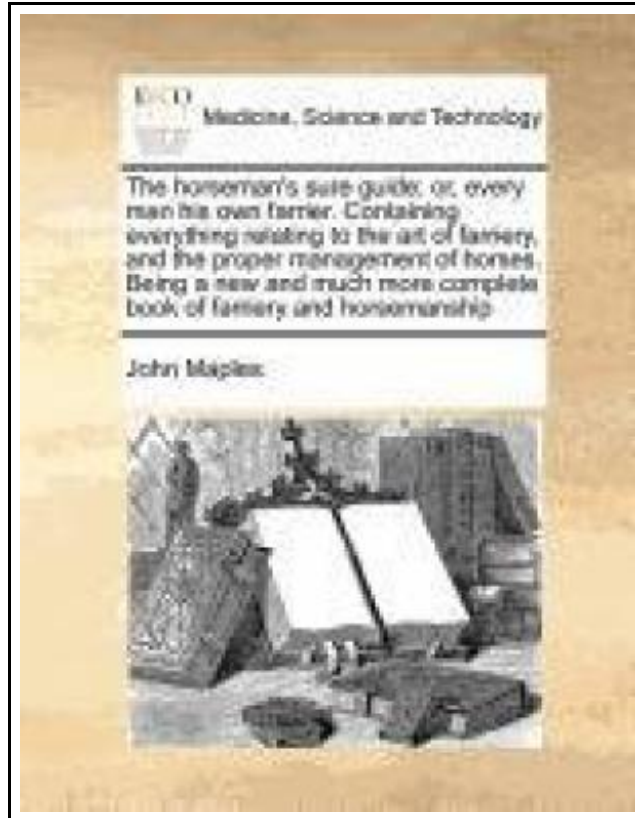 ECCO
Medicine, Science and Technology
The horseman's sure guide: or, every
man his own farrier. Containing
everything relating to the art of farriery,
and the proper management of horses.
Being a new and much more complete
book of farriery and horsemanship
John Maples